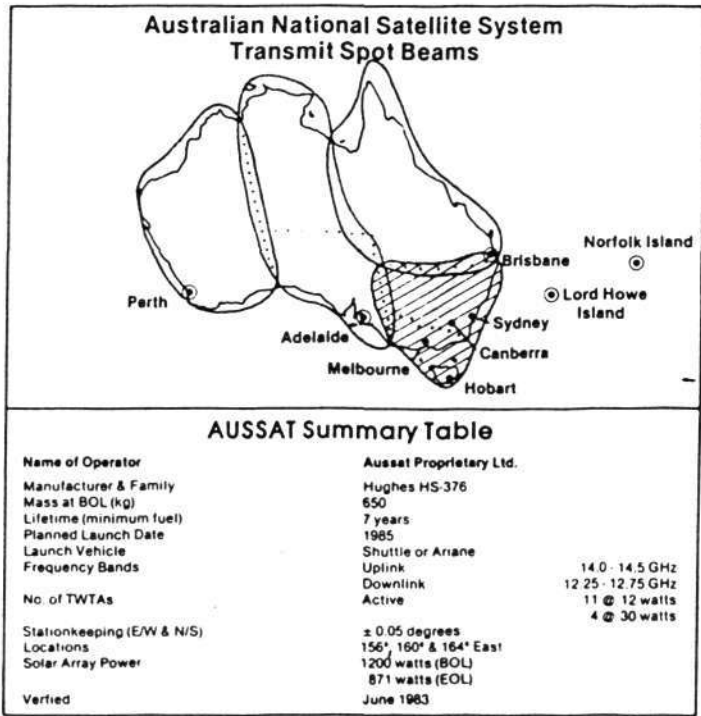 Australian National Satellite System
Transmit Spot Beams
Norfolk Island
Brisbane
Perth
Lord Howe
Island
Adelaide
Sydney
Melbourne
Canberra
Hobart
AUSSAT Summary Table
Name of Operator Aussat Proprietary Ltd.
Manufacturer & Family Hughes HS-376
Mass at BOL (kg) 650
Lifetime (minimum fuel) 7 years
Planned Launch Date 1985
Launch Vehicle Shuttle or Ariane
Frequency Bands Uplink 14.0 - 14.5 GHz
Downlink 12.25 - 12.75 GHz
No. of TWTAs Active 11 @ 12 watts
4 @ 30 watts
Stationkeeping (E/W & N/S) ± 0.05 degrees
Locations 156°, 160° & 164° East
Solar Array Power 1200 watts (BOL)
871 watts (EOL)
Verfied June 1983